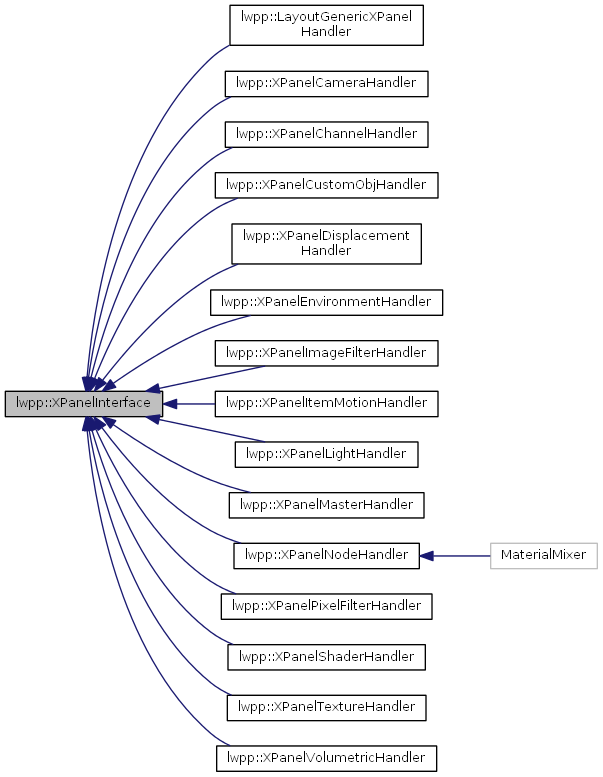 lwpp::LayoutGenericXPanel
Handler
lwpp::XPanelCameraHandler
lwpp::XPanelChannelHandler
lwpp::XPanelCustomObjHandler
lwpp::XPanelDisplacement
Handler
lwpp::XPanelEnvironmentHandler
lwpp::XPanelImageFilterHandler
lwpp::XPanelInterface
lwpp::XPanelItemMotionHandler
lwpp::XPanelLightHandler
lwpp::XPanelMasterHandler
lwpp::XPanelNodeHandler
MaterialMixer
lwpp::XPanelPixelFilterHandler
lwpp::XPanelShaderHandler
lwpp::XPanelTextureHandler
lwpp::XPanelVolumetricHandler